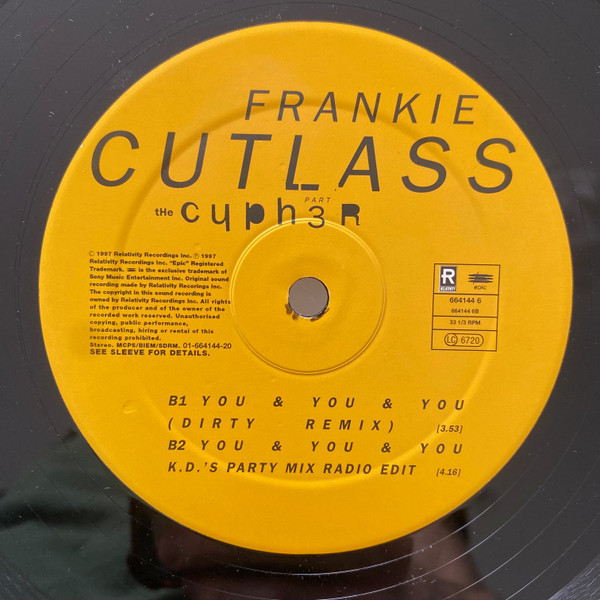 FRANKIE
CUTLASS
PART
tHe cypH3R
© 1997 Relativity Recordings Inc. ℗ 1997
Relativity Recordings Inc. "Epic" Registered
Trademark. is the exclusive trademark of
Sony Music Entertainment Inc. Original sound
recording made by Relativity Recorings Inc.
The copyright in this sound recording is
owned by Relativity Recordings Inc. All rights
of the producer and of the owner of the
recorded work reserved. Unauthorised
copying, public performance,
broadcasting, hiring or rental of this
recording prohibited.
Stereo. MCPS/BIEM/SDRM. 01-664144-20
SEE SLEEVE FOR DETAILS.
R
epic
664144 6
664144 6B
33 1/3 RPM
LC 6720
B1 YOU & YOU & YOU
(DIRTY REMIX) [3.53]
B2 YOU & YOU & YOU
K.D.'S PARTY MIX RADIO EDIT [4.16]